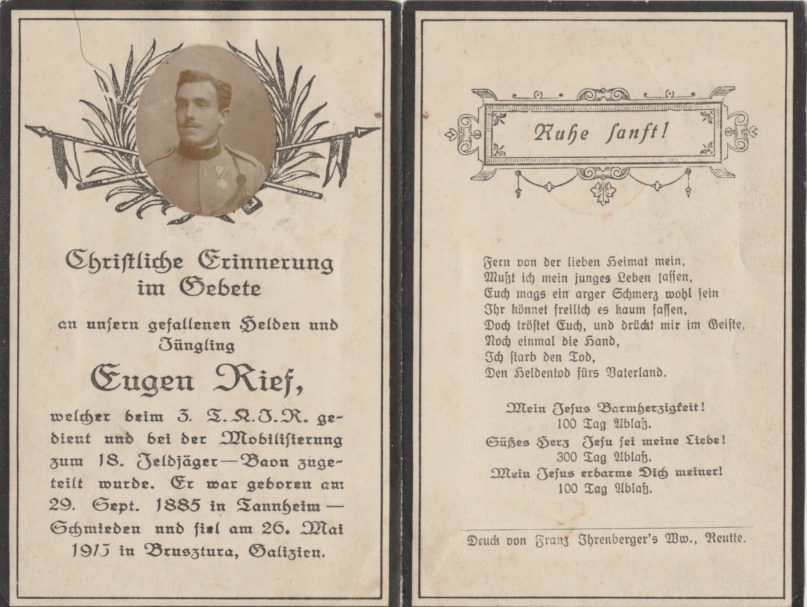 Christliche Erinnerung
im Gebete
an unsern gefallenen Helden und
Jüngling
Eugen Rief,
welcher beim 3. T.K.J.R. ge-
dient und bei der Mobilisierung
zum 18. Feldjäger—Baon zuge-
teilt wurde. Er war geboren am
29. Sept. 1885 in Tannheim —
Schmieden und fiel am 26. Mai
1915 in Brusztura, Galizien.
Ruhe sanft!
Fern von der lieben Heimat mein,
Mußt ich mein junges Leben lassen,
Euch mags ein arger Schmerz wohl sein
Ihr könnet freilich es kaum fassen,
Doch tröstet Euch, und drückt mir im Geiste,
Noch einmal die Hand,
Ich starb den Tod,
Den Heldentod fürs Vaterland.
Mein Jesus Barmherzigkeit!
100 Tag Ablaß.
Süßes Herz Jesu sei meine Liebe!
300 Tag Ablaß.
Mein Jesus erbarme Dich meiner!
100 Tag Ablaß.
Druck von Franz Ihrenberger's Ww., Reutte.